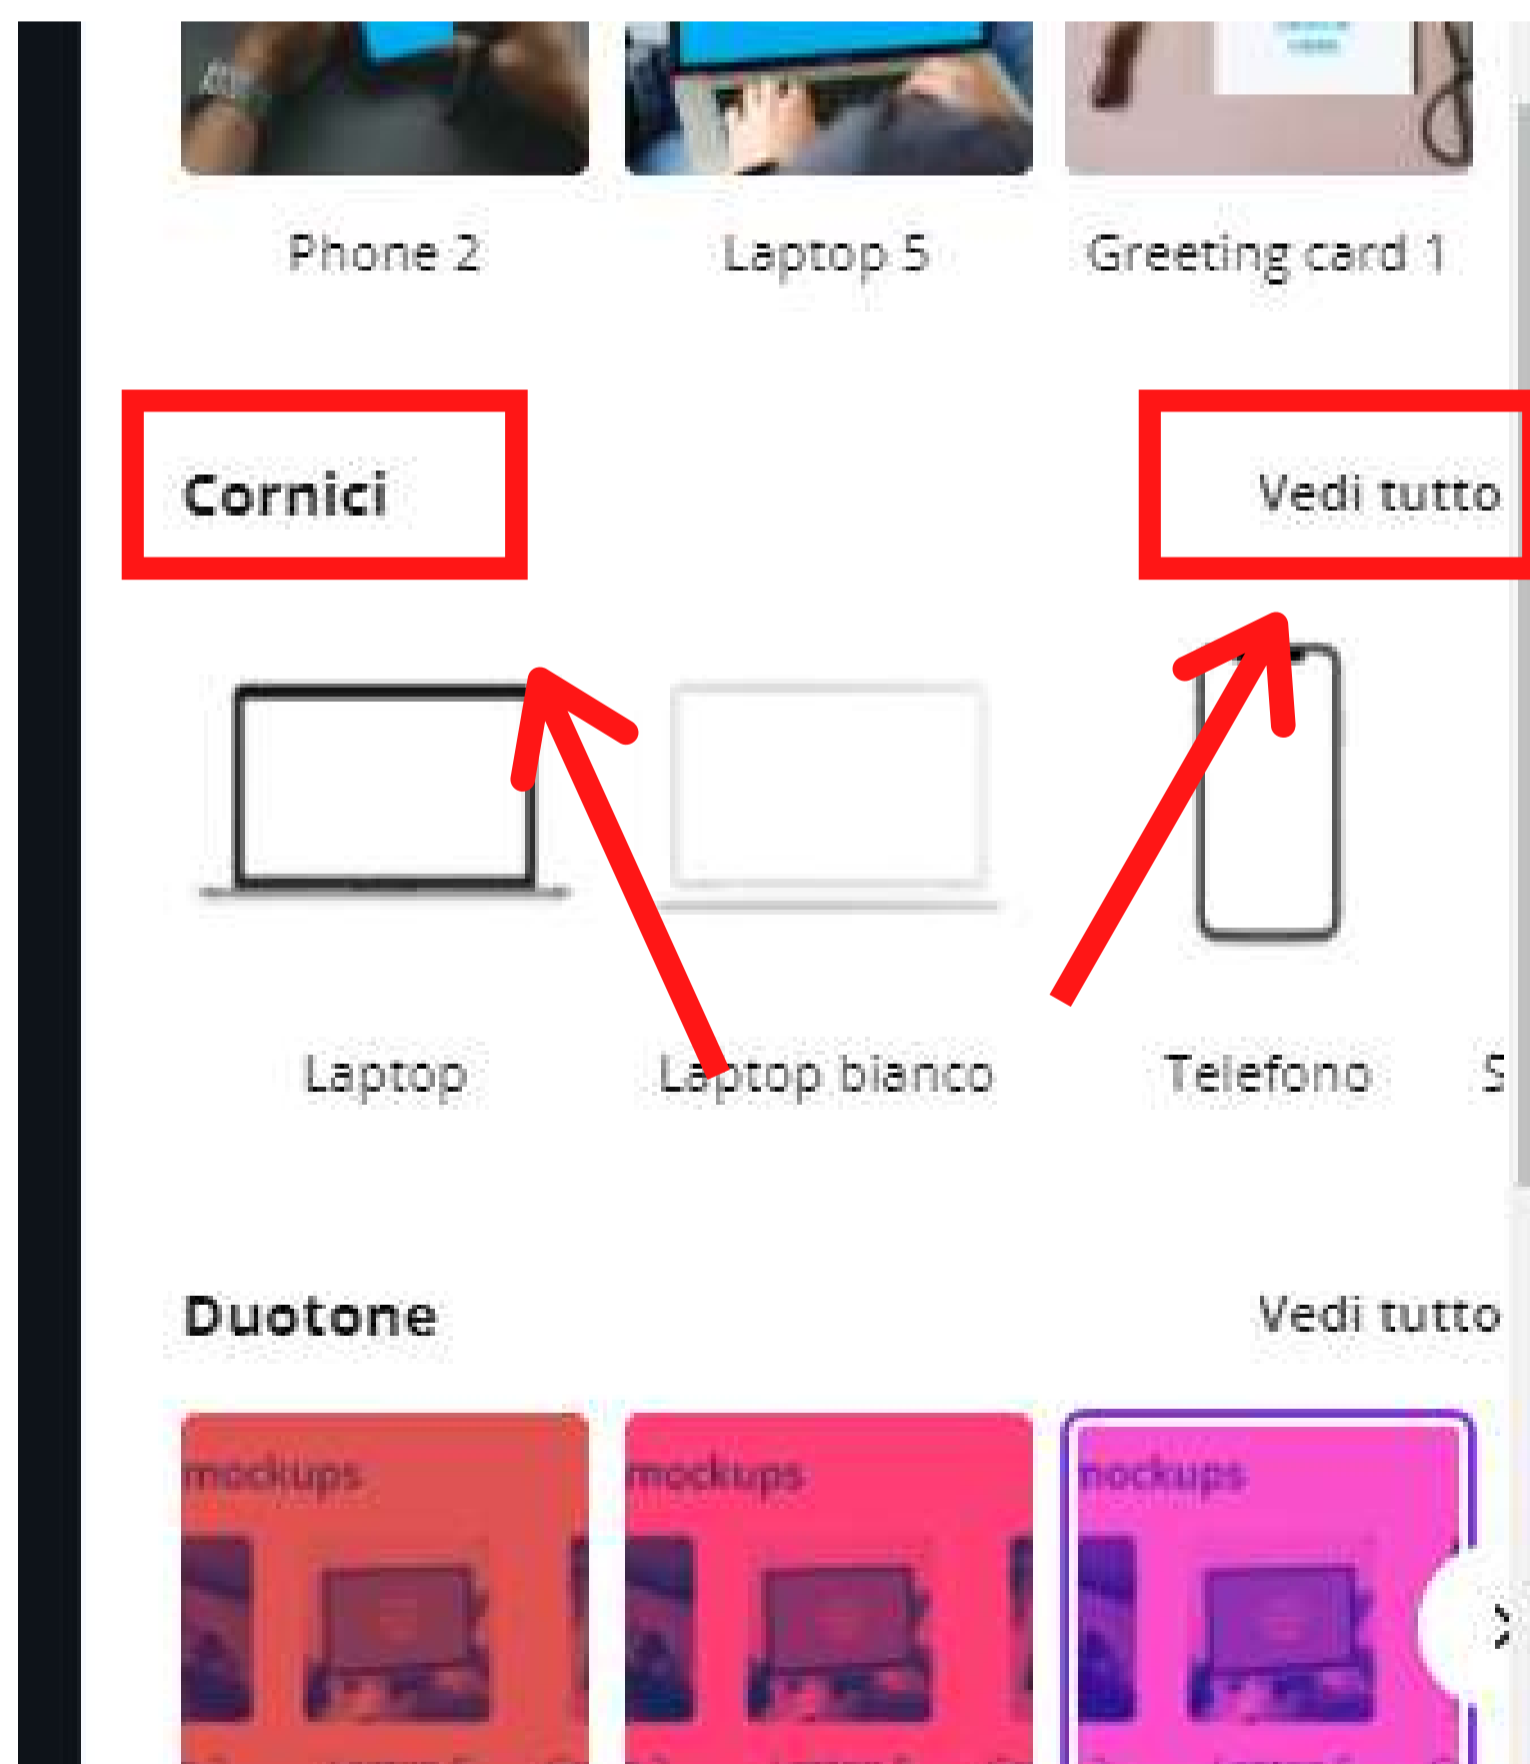 Phone 2 Laptop 5 Greeting card 1
Cornici Vedi tutto
Laptop Laptop bianco Telefono
Duotone Vedi tutto
mockups mockups mockups